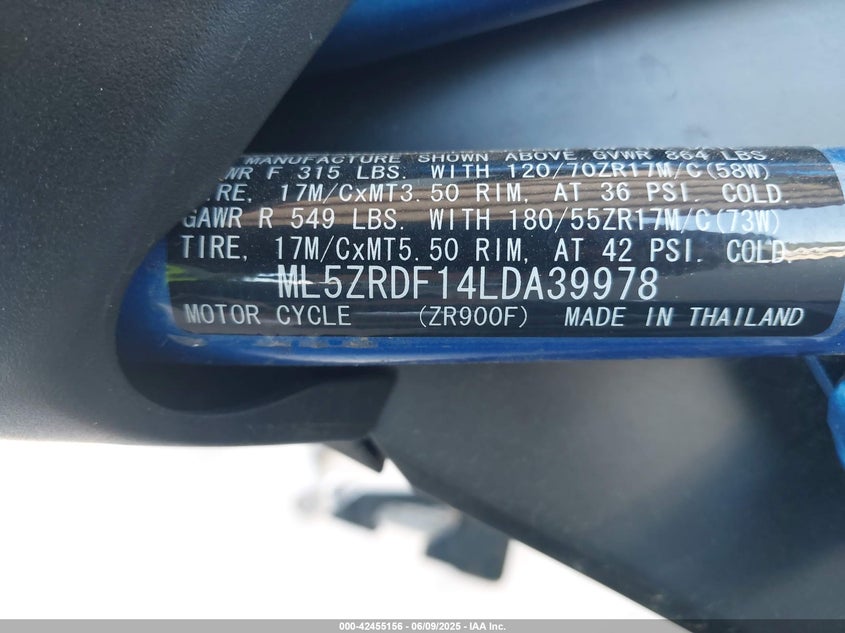 MANUFACTURE SHOWN ABOVE. GVWR 864 LBS.
GAWR F 315 LBS. WITH 120/70ZR17M/C(58W)
TIRE, 17M/CxMT3.50 RIM, AT 36 PSI. COLD.
GAWR R 549 LBS. WITH 180/55ZR17M/C(73W)
TIRE, 17M/CxMT5.50 RIM, AT 42 PSI. COLD.
ML5ZRDF14LDA39978
MOTOR CYCLE (ZR900F) MADE IN THAILAND
000-42455156 - 06/09/2025 - IAA Inc.